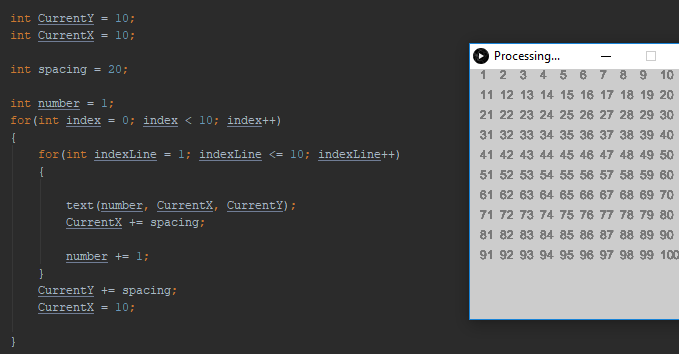 int CurrentY = 10;
int CurrentX = 10;
int spacing = 20;
int number = 1;
for(int index = 0; index < 10; index++)
{
for(int indexLine = 1; indexLine <= 10; indexLine++)
{
text(number, CurrentX, CurrentY);
CurrentX += spacing;
number += 1;
}
CurrentY += spacing;
CurrentX = 10;
}
Processing...
1 2 3 4 5 6 7 8 9 10
11 12 13 14 15 16 17 18 19 20
21 22 23 24 25 26 27 28 29 30
31 32 33 34 35 36 37 38 39 40
41 42 43 44 45 46 47 48 49 50
51 52 53 54 55 56 57 58 59 60
61 62 63 64 65 66 67 68 69 70
71 72 73 74 75 76 77 78 79 80
81 82 83 84 85 86 87 88 89 90
91 92 93 94 95 96 97 98 99 100